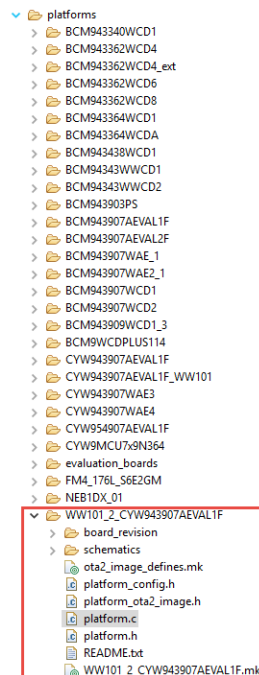 platforms
BCM943340WCD1
BCM943362WCD4
BCM943362WCD4_ext
BCM943362WCD6
BCM943362WCD8
BCM943364WCD1
BCM943364WCDA
BCM943438WCD1
BCM94343WWCD1
BCM94343WWCD2
BCM943903PS
BCM943907AEVAL1F
BCM943907AEVAL2F
BCM943907WAE_1
BCM943907WAE2_1
BCM943907WCD1
BCM943907WCD2
BCM943909WCD1_3
BCM9WCDPLUS114
CYW943907AEVAL1F
CYW943907AEVAL1F_WW101
CYW943907WAE3
CYW943907WAE4
CYW954907AEVAL1F
CYW9MCU7x9N364
evaluation_boards
FM4_176L_S6E2GM
NEB1DX_01
WW101_2_CYW943907AEVAL1F
board_revision
schematics
ota2_image_defines.mk
platform_config.h
platform_ota2_image.h
platform.c
platform.h
README.txt
WW101_2_CYW943907AEVAL1F.mk